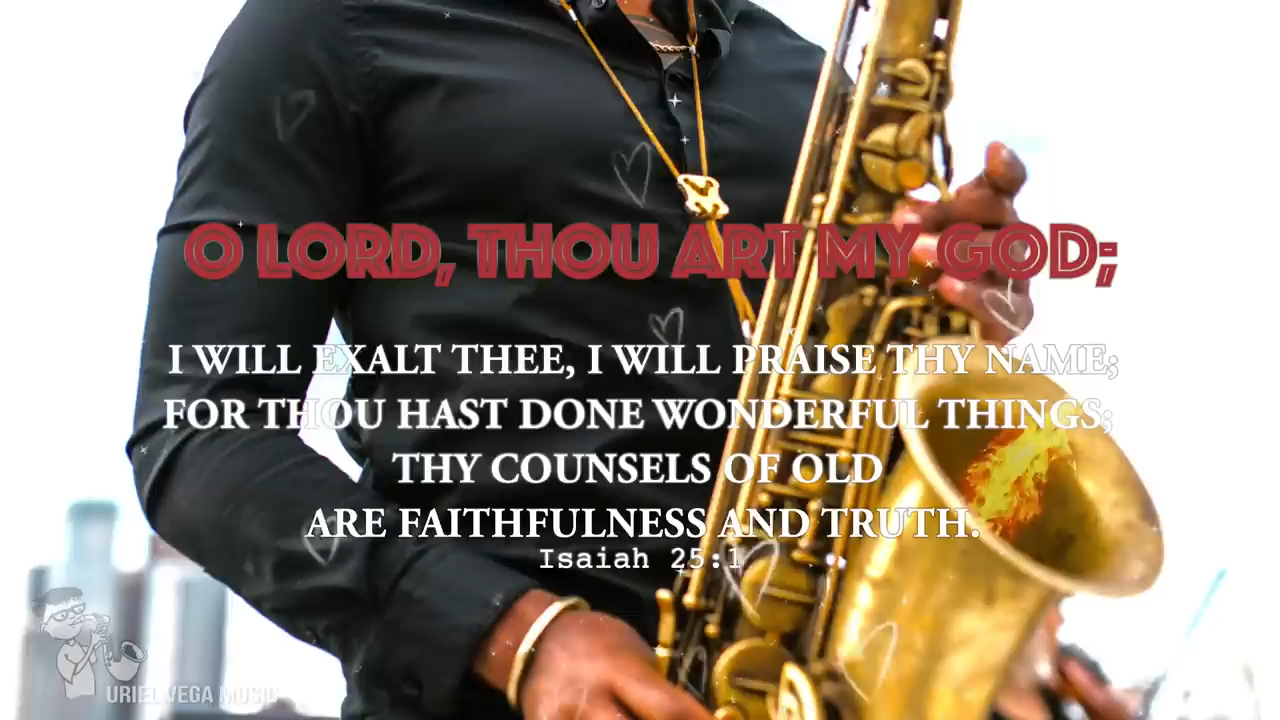 O LORD, THOU ART MY GOD;
I WILL EXALT THEE, I WILL PRAISE THY NAME;
FOR THOU HAST DONE WONDERFUL THINGS;
THY COUNSELS OF OLD
ARE FAITHFULNESS AND TRUTH.
Isaiah 25:1
URIEL VEGA MUSIC